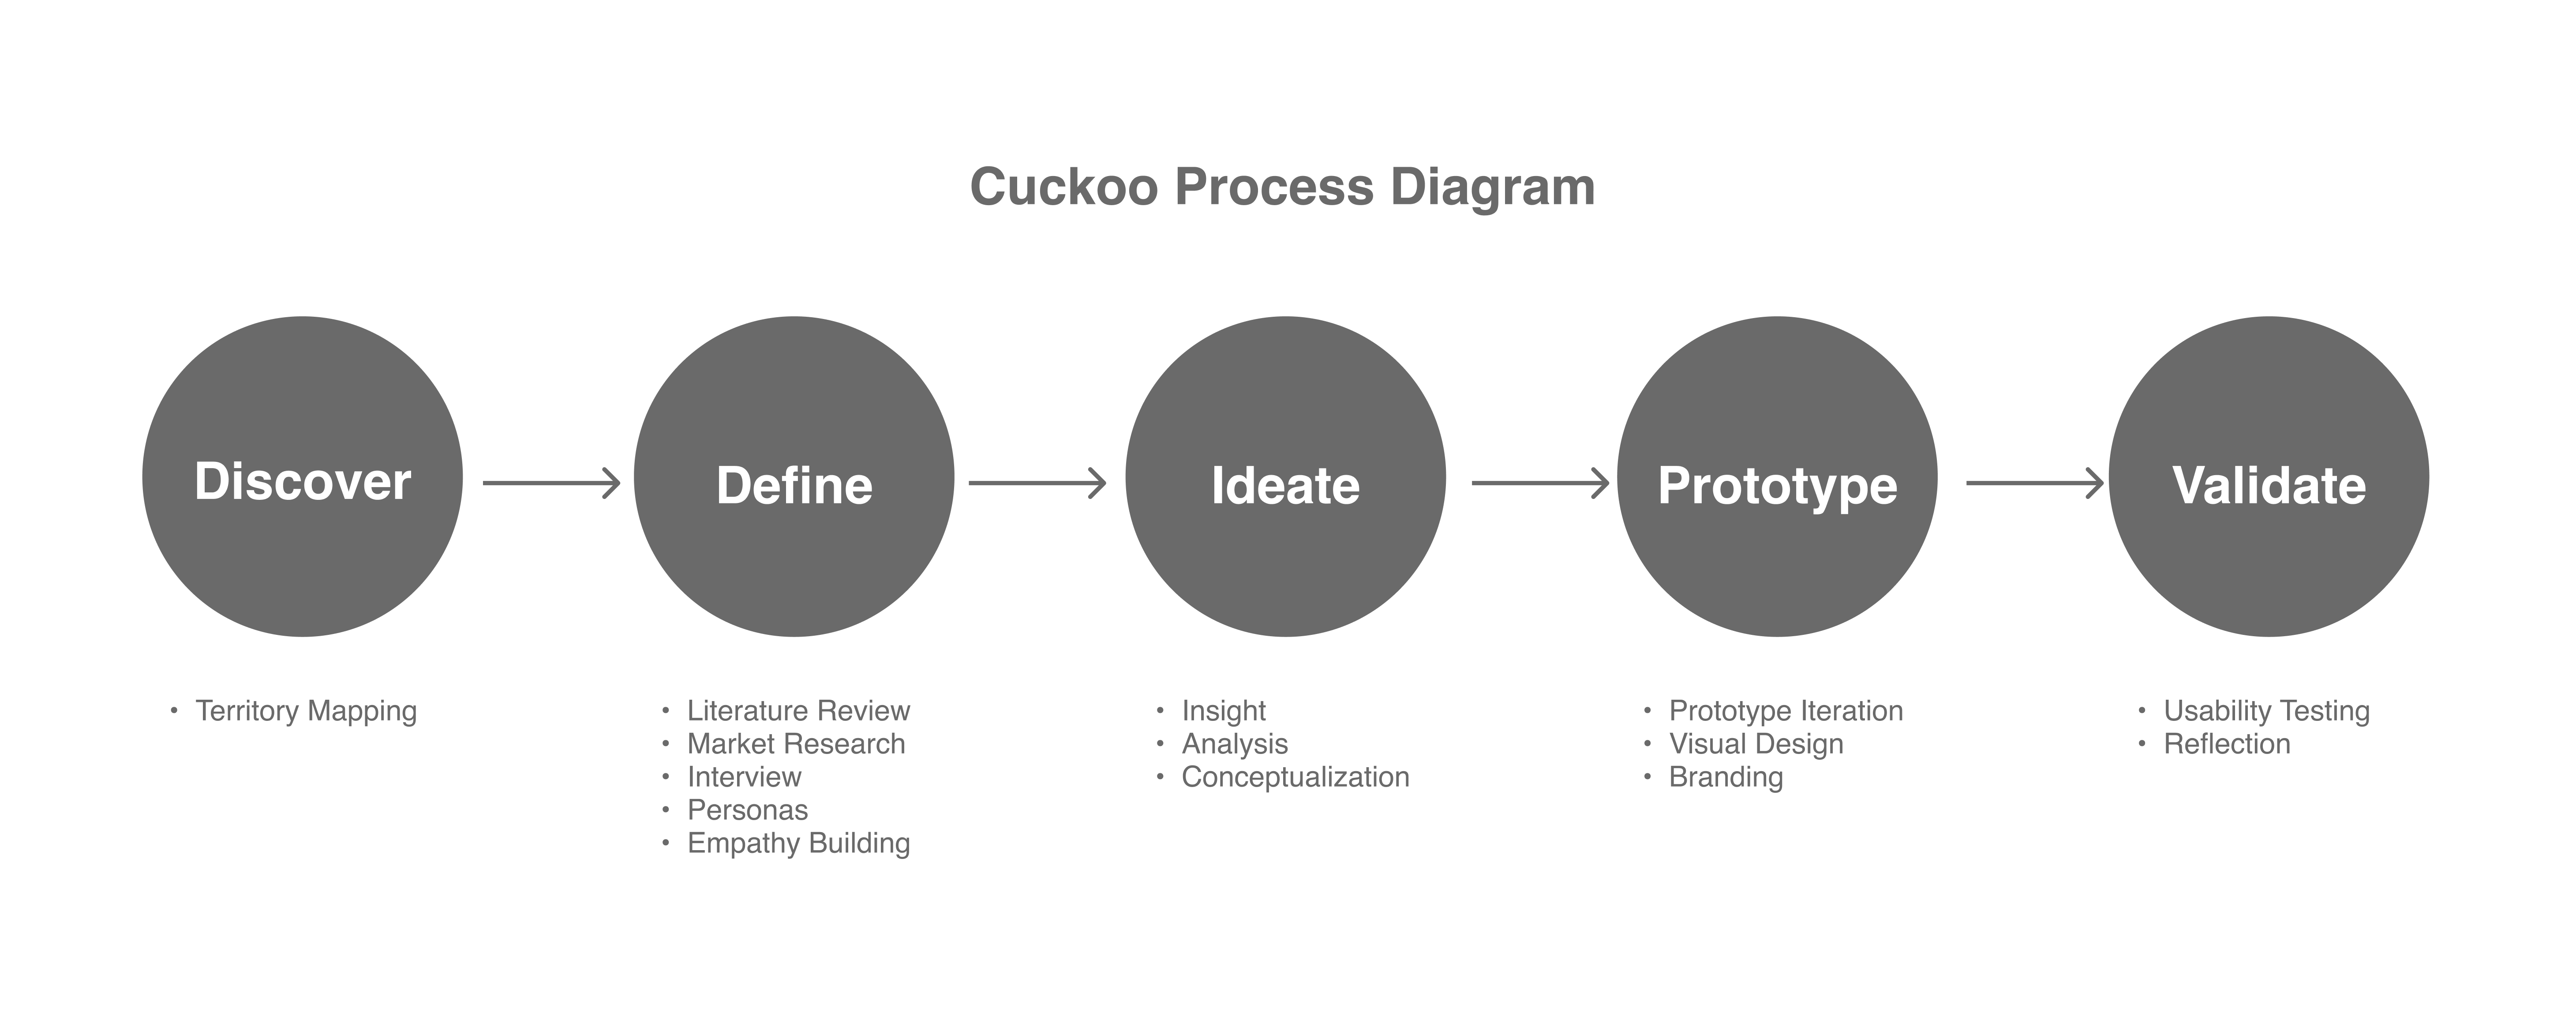 Cuckoo Process Diagram
Discover
Define
Ideate
Prototype
Validate
• Territory Mapping
• Literature Review
• Market Research
• Interview
• Personas
• Empathy Building
• Insight
• Analysis
• Conceptualization
• Prototype Iteration
• Visual Design
• Branding
• Usability Testing
• Reflection